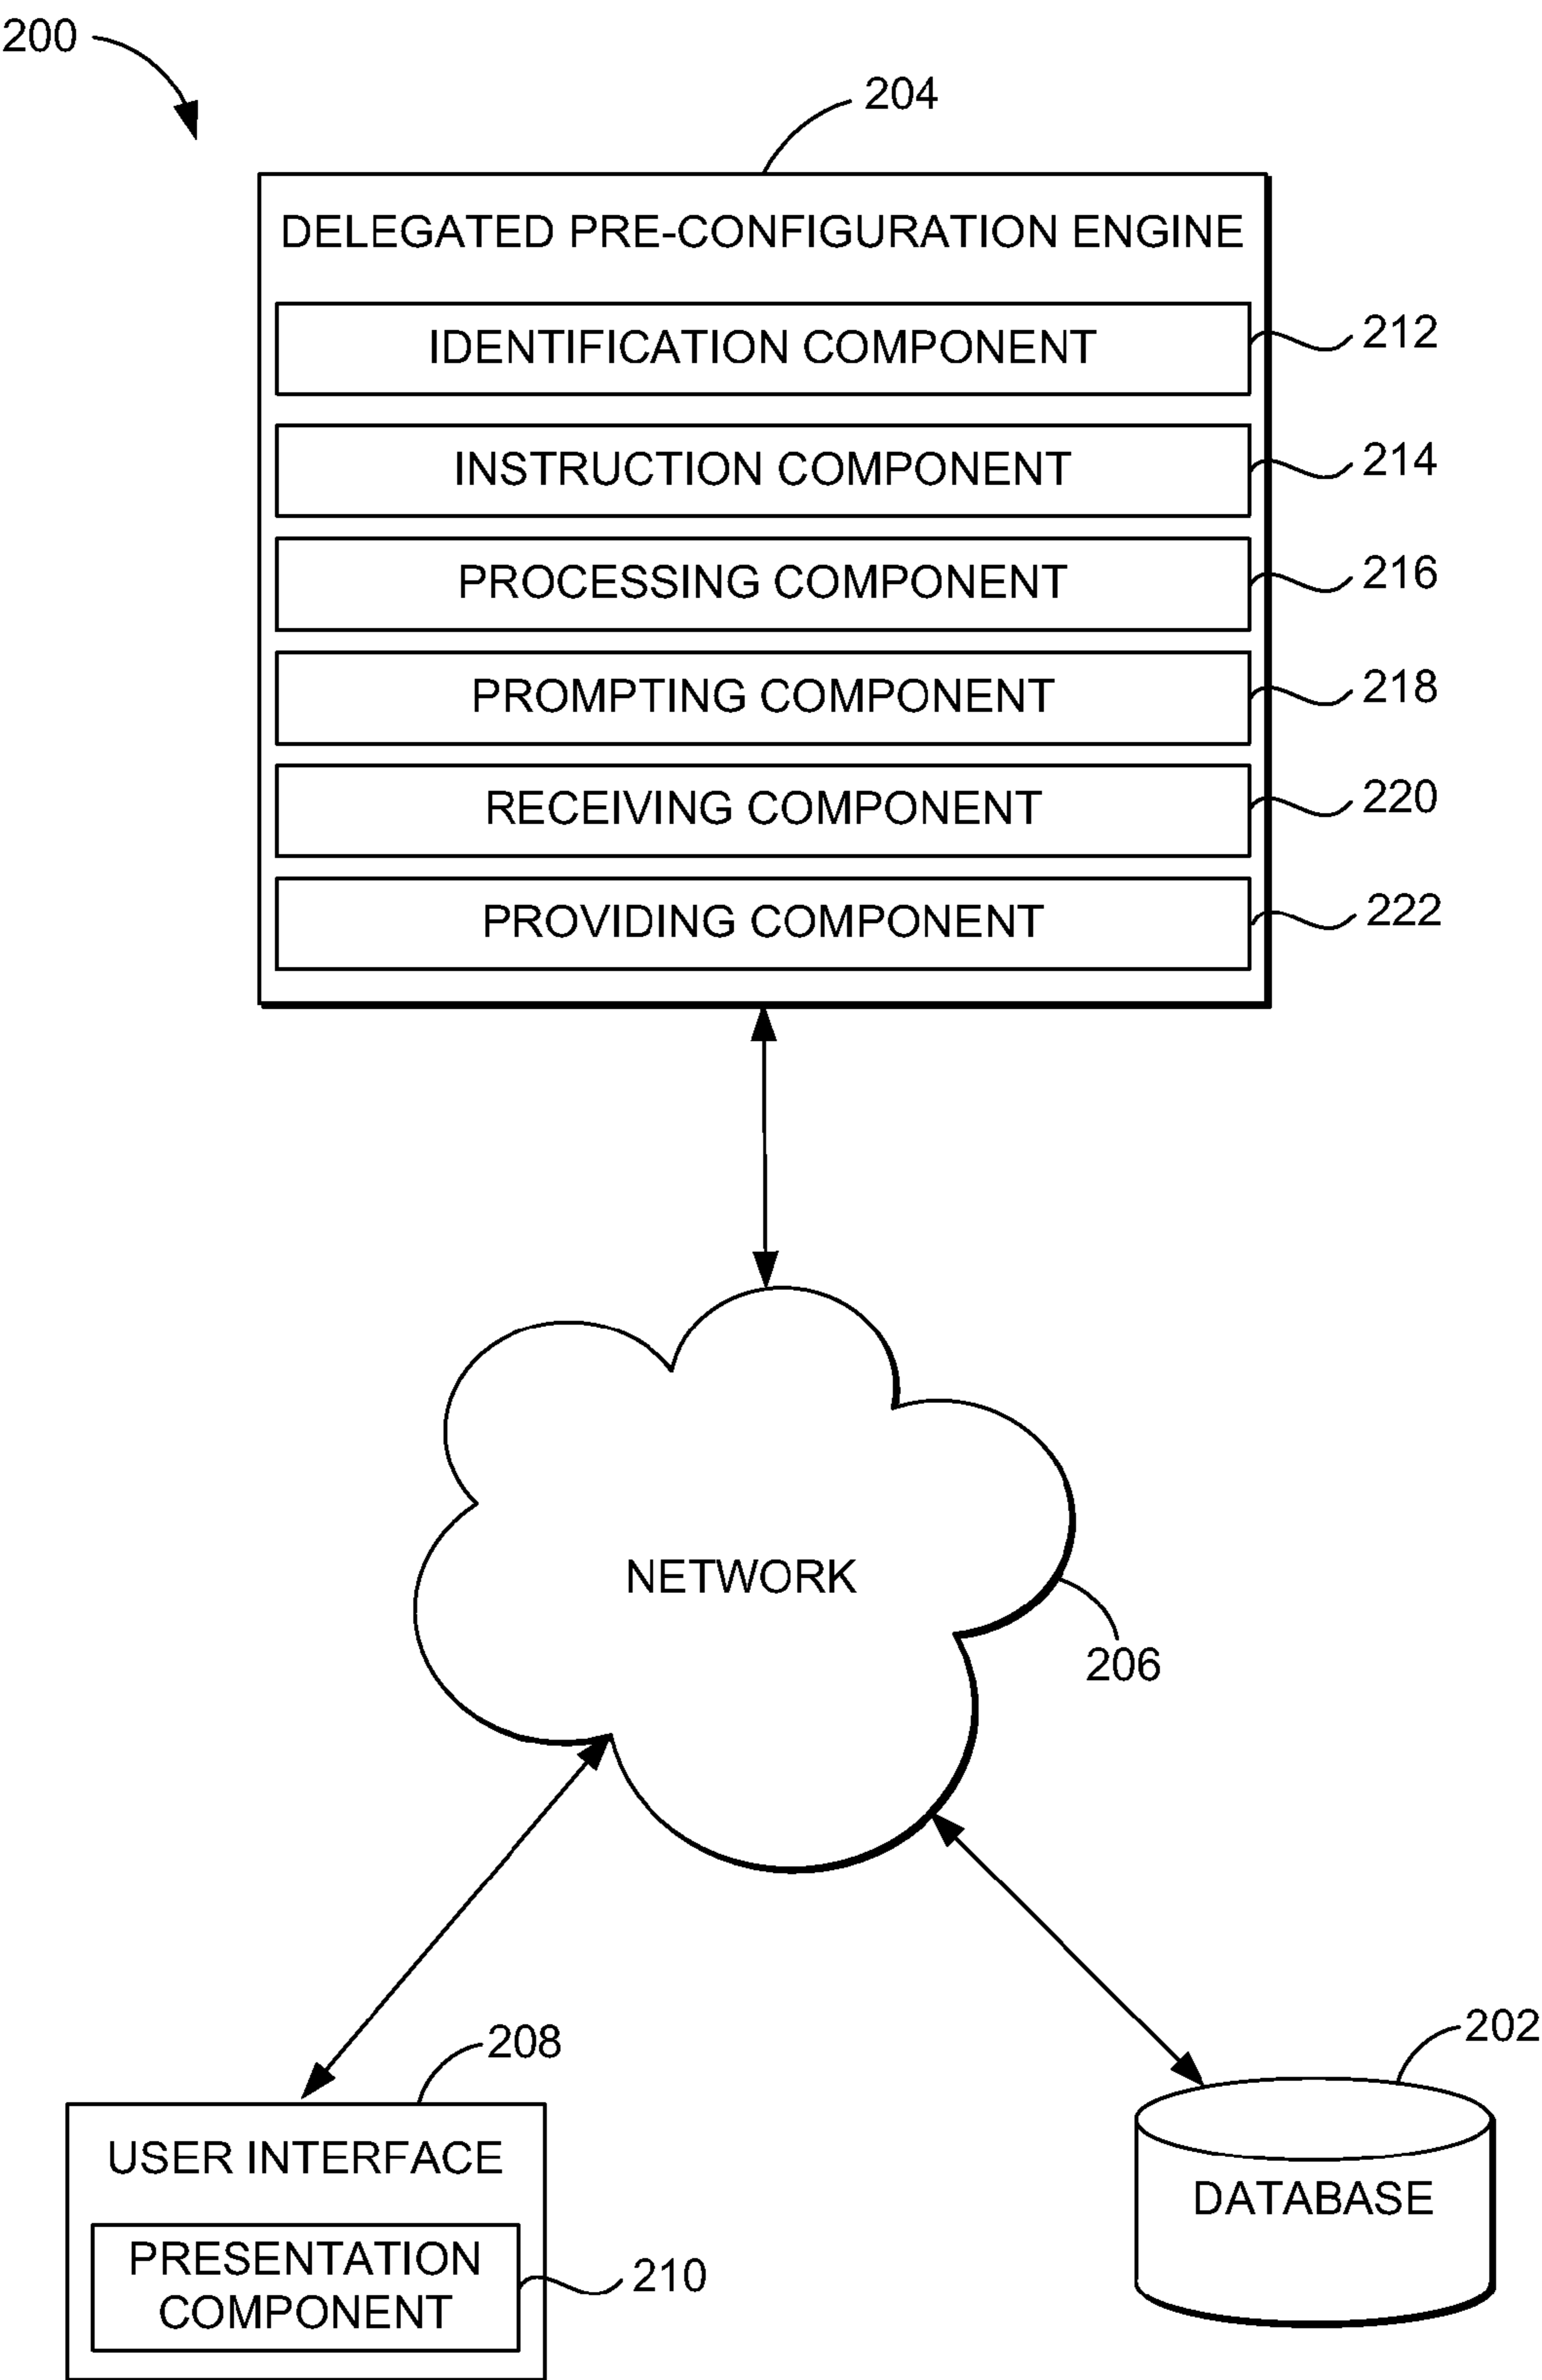 200
204
DELEGATED PRE-CONFIGURATION ENGINE
IDENTIFICATION COMPONENT
212
INSTRUCTION COMPONENT
214
PROCESSING COMPONENT
216
PROMPTING COMPONENT
218
RECEIVING COMPONENT
220
PROVIDING COMPONENT
222
NETWORK
206
208
USER INTERFACE
PRESENTATION
COMPONENT
210
202
DATABASE